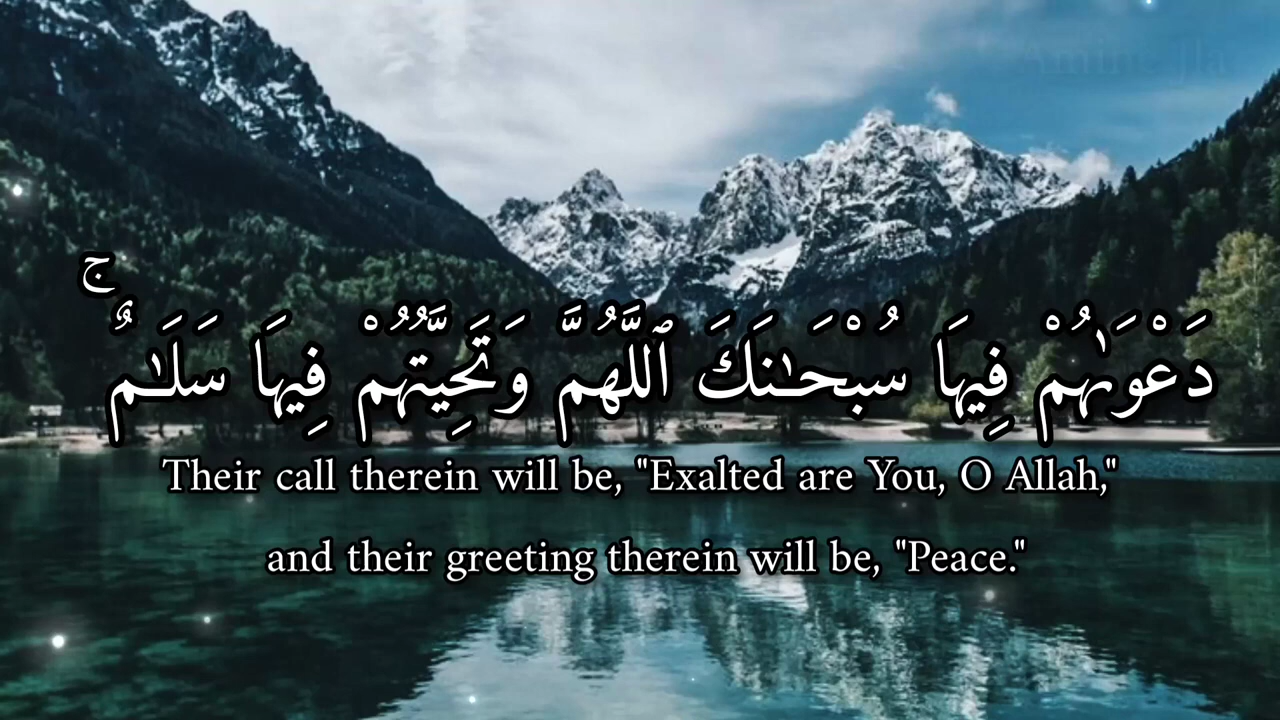 دَعْوَىٰهُمْ فِيهَا سُبْحَـٰنَكَ ٱللَّهُمَّ وَتَحِيَّتُهُمْ فِيهَا سَلَـٰمٌ ۚ
Their call therein will be, "Exalted are You, O Allah,"
and their greeting therein will be, "Peace."